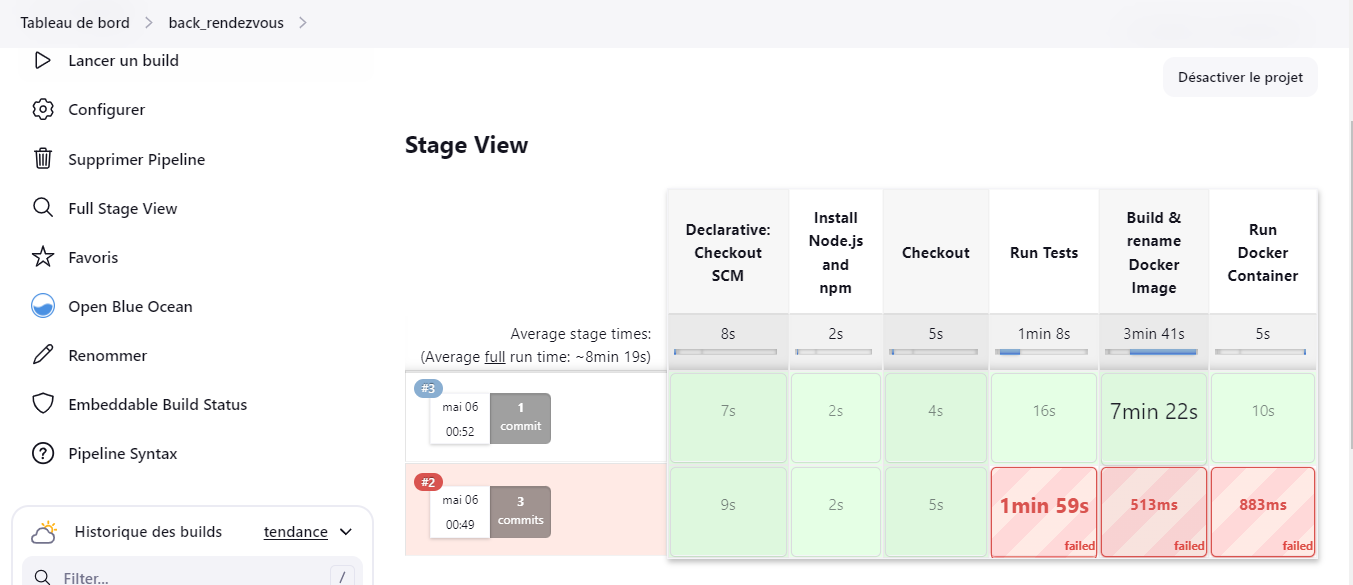 Tableau de bord > back_rendezvous >
Lancer un build
Configurer
Supprimer Pipeline
Full Stage View
Favoris
Open Blue Ocean
Renommer
Embeddable Build Status
Pipeline Syntax
Historique des builds tendance
Filter... /
Désactiver le projet
Stage View
Declarative: Checkout SCM
Install Node.js and npm
Checkout
Run Tests
Build & rename Docker Image
Run Docker Container
Average stage times:
(Average full run time: ~8min 19s)
8s 2s 5s 1min 8s 3min 41s 5s
#3
mai 06
00:52
1
commit
7s 2s 4s 16s 7min 22s 10s
#2
mai 06
00:49
3
commits
9s 2s 5s 1min 59s 513ms 883ms
failed failed failed